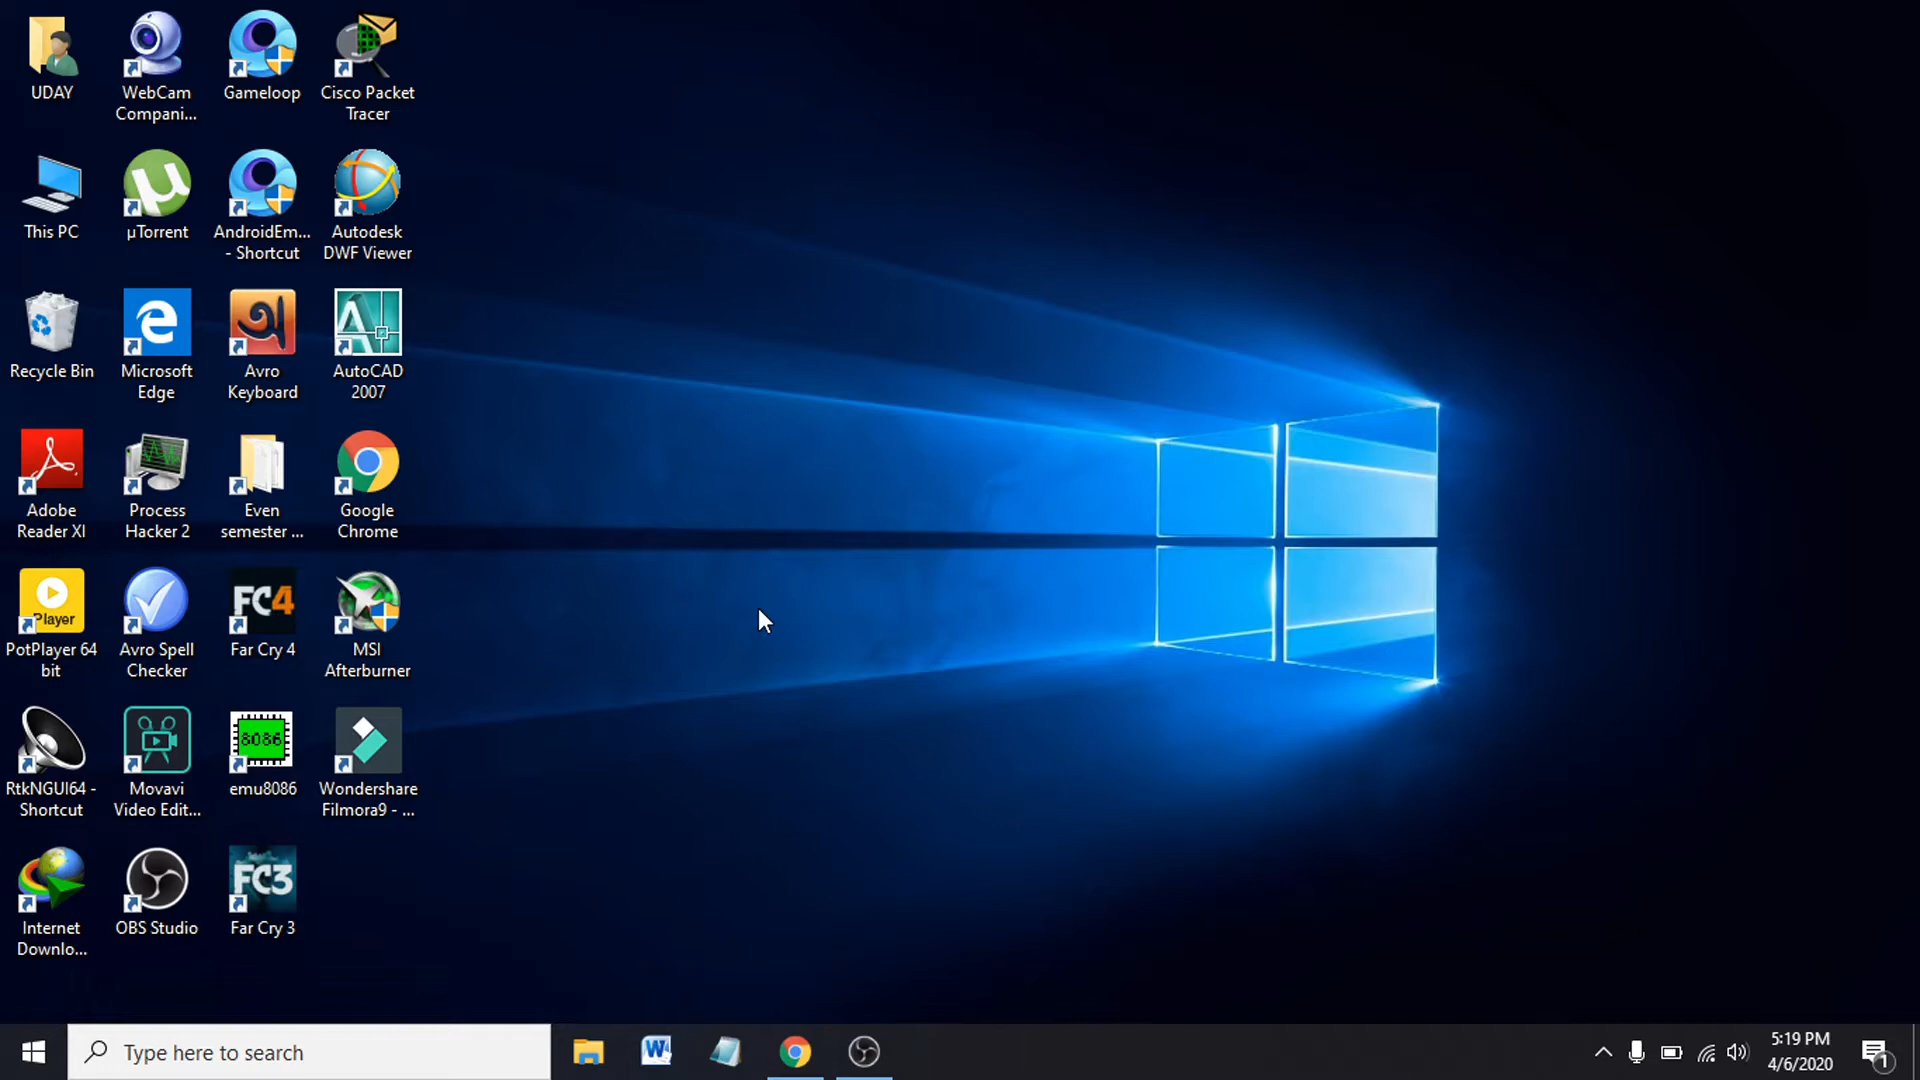 UDAY
WebCam
Compani...
Gameloop
Cisco Packet
Tracer
This PC
µ
µTorrent
AndroidEm...
- Shortcut
Autodesk
DWF Viewer
Recycle Bin
Microsoft
Edge
Avro
Keyboard
AutoCAD
2007
Adobe
Reader XI
Process
Hacker 2
Even
semester ...
Google
Chrome
Player
PotPlayer 64
bit
Avro Spell
Checker
FC4
Far Cry 4
MSI
Afterburner
RtkNGUI64 -
Shortcut
Movavi
Video Edit...
8086
emu8086
Wondershare
Filmora9 - ...
Internet
Downlo...
OBS Studio
FC3
Far Cry 3
Type here to search
W
5:19 PM
4/6/2020
1